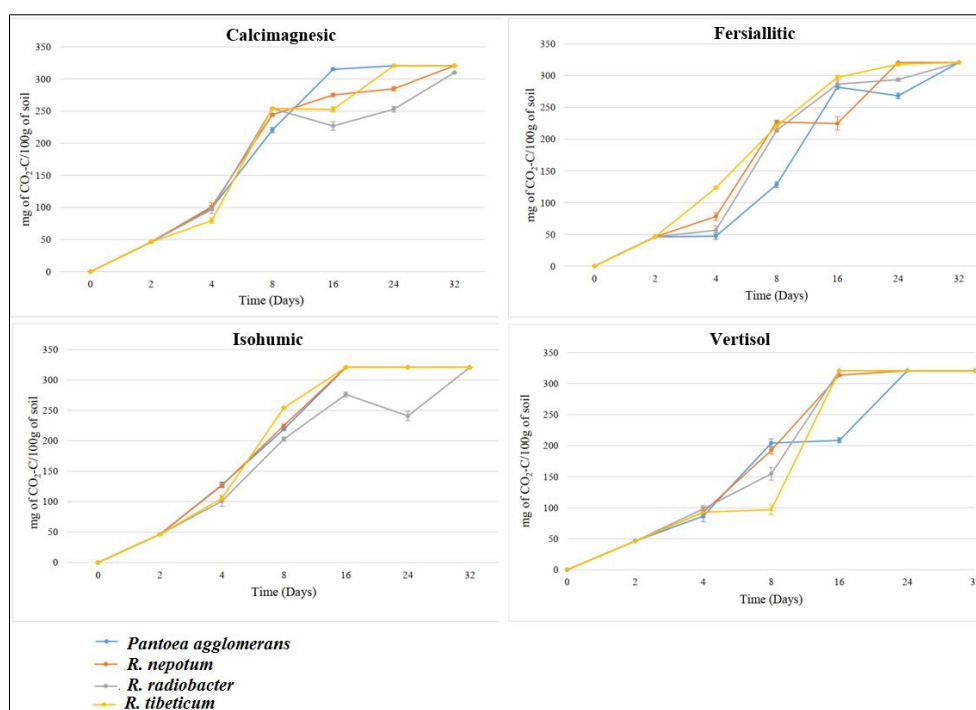 Calcimagnesic
350
300
250
200
150
100
50
0
mg of CO₂-C/100g of soil
0 2 4 8 16 24 32
Time (Days)
Fersiallitic
350
300
250
200
150
100
50
0
mg of CO₂-C/100g of soil
0 2 4 8 16 24 32
Time (Days)
Isohumic
350
300
250
200
150
100
50
0
mg of CO₂-C/100g of soil
0 2 4 8 16 24 32
Time (Days)
Vertisol
350
300
250
200
150
100
50
0
mg of CO₂-C/100g of soil
0 2 4 8 16 24
Time (Days)
Pantoea agglomerans
R. nepotum
R. radiobacter
R. tibeticum